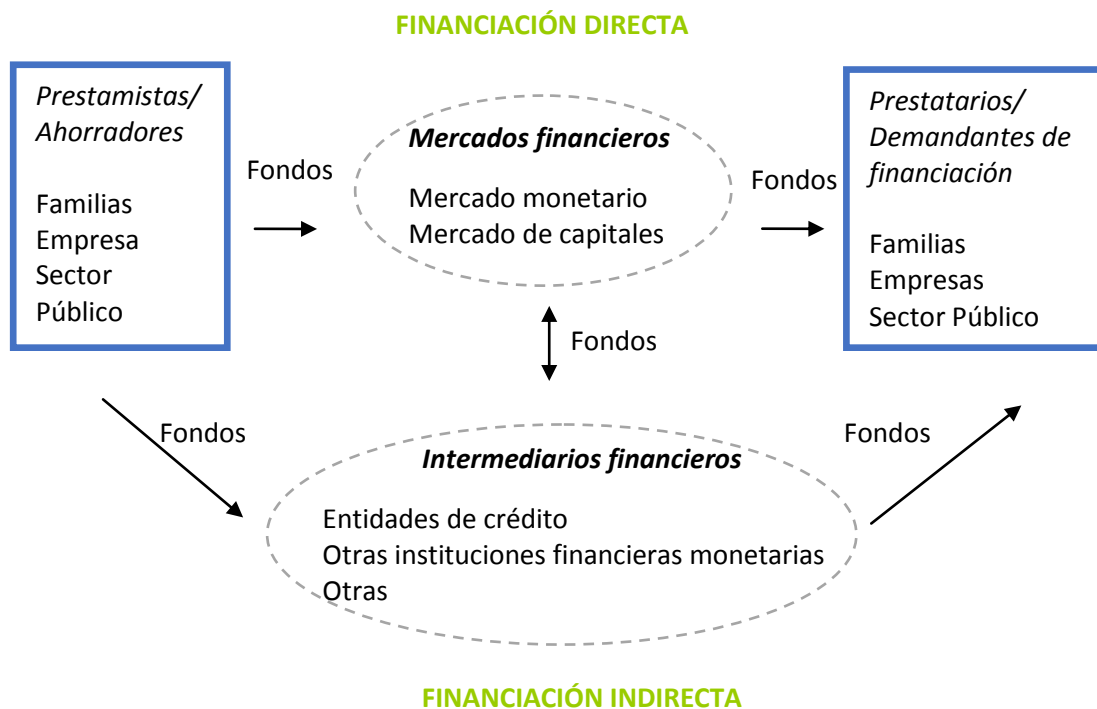 FINANCIACIÓN DIRECTA
Prestamistas/
Ahorradores
Familias
Empresa
Sector
Público
Fondos
Mercados financieros
Mercado monetario
Mercado de capitales
Fondos
Prestatarios/
Demandantes de
financiación
Familias
Empresas
Sector Público
Fondos
Fondos
Intermediarios financieros
Entidades de crédito
Otras instituciones financieras monetarias
Otras
Fondos
FINANCIACIÓN INDIRECTA